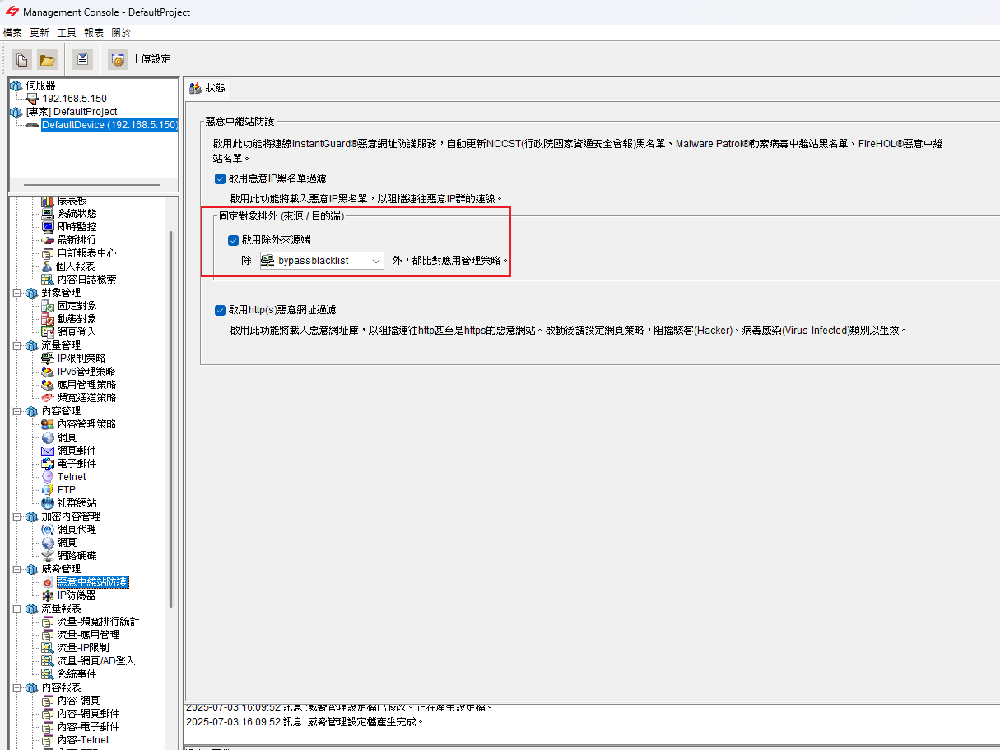 Management Console - DefaultProject
檔案 更新 工具 報表 關於
上傳設定
伺服器
192.168.5.150
[專案] DefaultProject
DefaultDevice (192.168.5.150)
儀表板
系統狀態
即時監控
最新排行
自訂報表中心
個人報表
內容日誌檢索
對象管理
固定對象
動態對象
網頁登入
流量管理
IP限制策略
IPv6管理策略
應用管理策略
頻寬通道策略
內容管理
內容管理策略
網頁
網頁郵件
電子郵件
Telnet
FTP
社群網站
加密內容管理
網頁代理
網頁
網路硬碟
威脅管理
惡意中繼站防護
IP防偽器
流量報表
流量-頻寬排行統計
流量-應用管理
流量-IP限制
流量-網頁/AD登入
系統事件
內容報表
內容-網頁
內容-網頁郵件
內容-電子郵件
內容-Telnet
狀態
惡意中繼站防護
啟用此功能將連線InstantGuard®惡意網址防護服務，自動更新NCCST(行政院國家資通安全會報)黑名單、Malware Patrol®勒索病毒中繼站黑名單、FireHOL®惡意中繼
站名單。
啟用惡意IP黑名單過濾
啟用此功能將載入惡意IP黑名單，以阻擋連往惡意IP群的連線。
固定對象排外 (來源 / 目的端)
啟用除外來源端
除 bypassblacklist 外，都比對應用管理策略。
啟用http(s)惡意網址過濾
啟用此功能將載入惡意網址庫，以阻擋連往http甚至是https的惡意網站。啟動後請設定網頁策略，阻擋駭客(Hacker)、病毒感染(Virus-Infected)類別以生效。
2025-07-03 16:09:52 訊息 :威脅管理設定檔已修改。正在產生設定檔。
2025-07-03 16:09:52 訊息 :威脅管理設定檔產生完成。